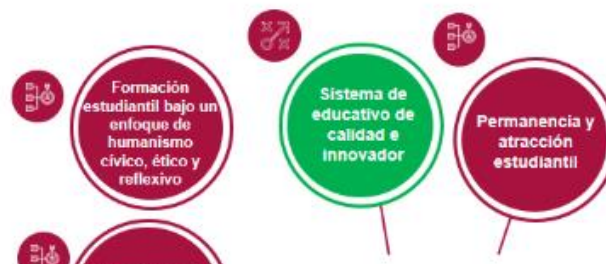 Formación
estudiantil bajo un
enfoque de
humanismo
cívico, ético y
reflexivo
Sistema de
educativo de
calidad e
innovador
Permanencia y
atracción
estudiantil